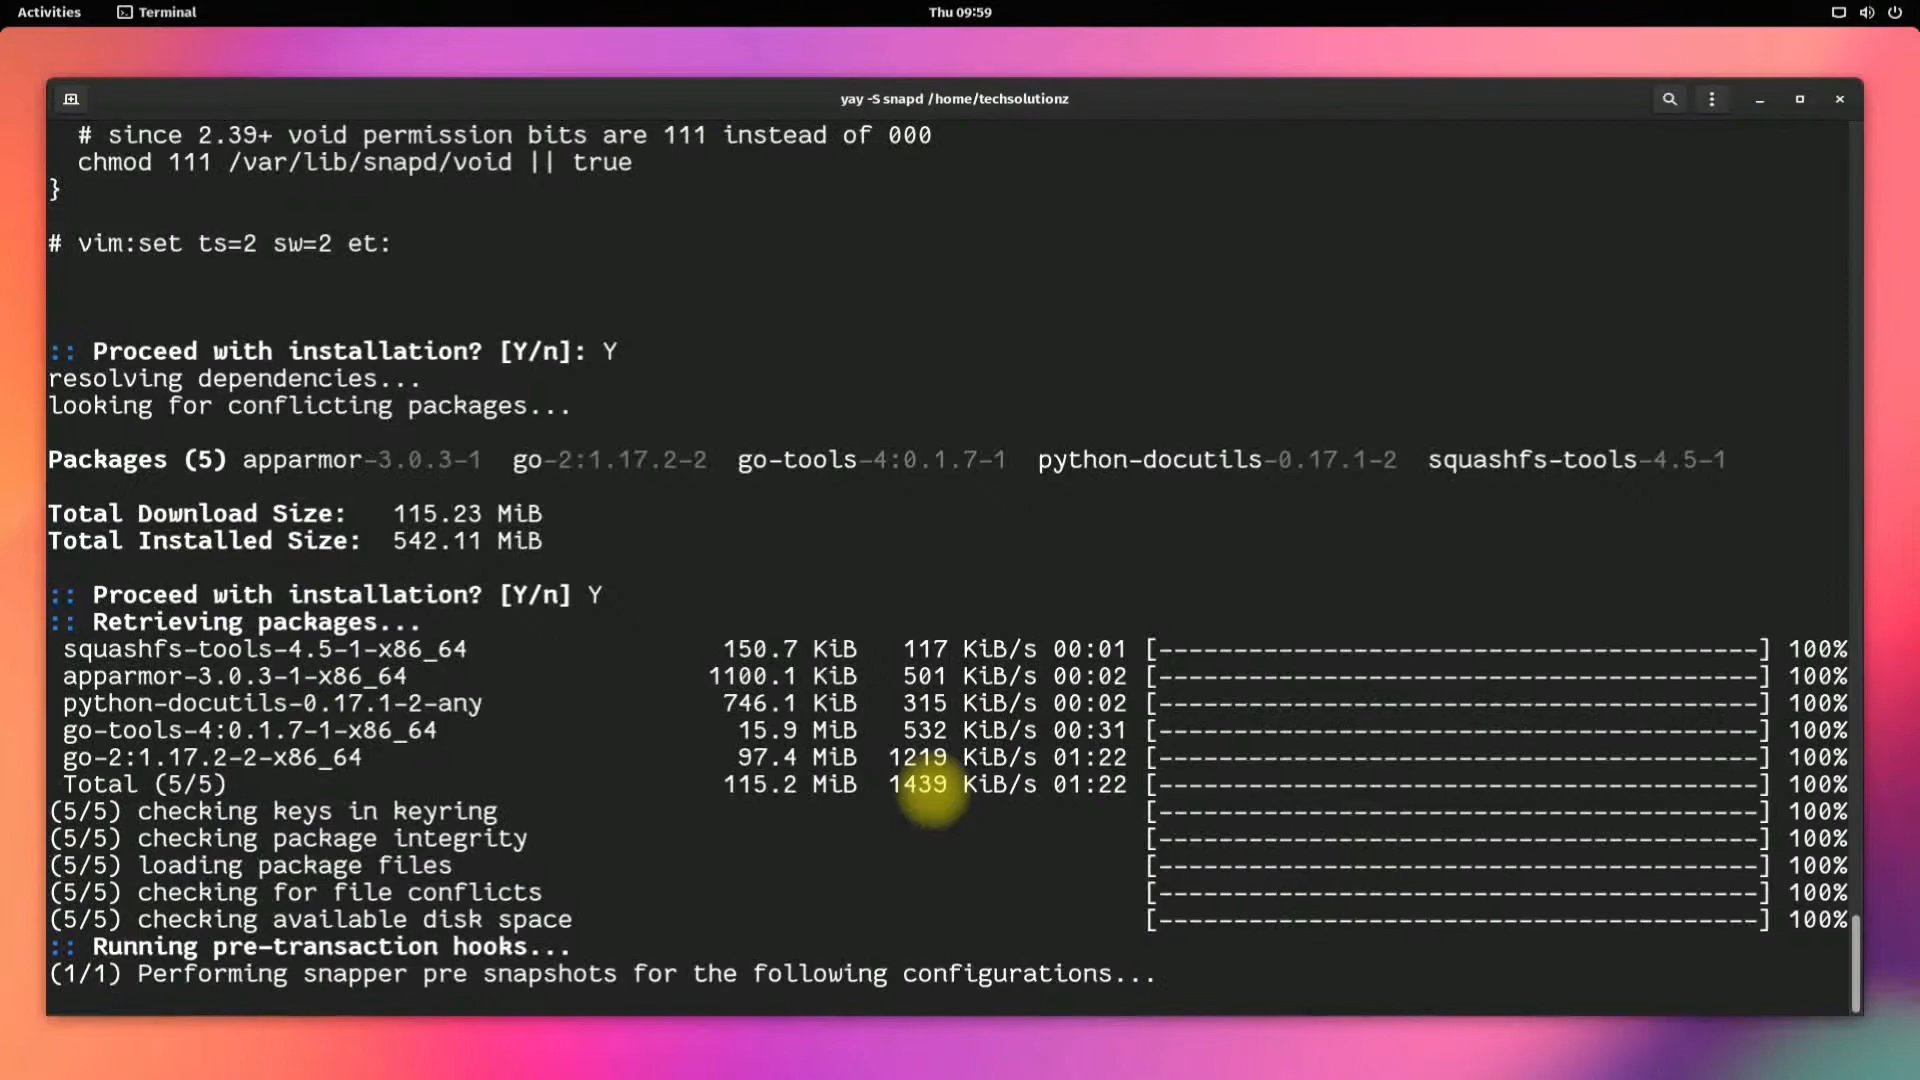 Activities Terminal Thu 09:59
yay -S snapd /home/techsolutionz
# since 2.39+ void permission bits are 111 instead of 000
chmod 111 /var/lib/snapd/void || true
}
# vim:set ts=2 sw=2 et:
:: Proceed with installation? [Y/n]: Y
resolving dependencies...
looking for conflicting packages...
Packages (5) apparmor-3.0.3-1 go-2:1.17.2-2 go-tools-4:0.1.7-1 python-docutils-0.17.1-2 squashfs-tools-4.5-1
Total Download Size: 115.23 MiB
Total Installed Size: 542.11 MiB
:: Proceed with installation? [Y/n] Y
:: Retrieving packages...
squashfs-tools-4.5-1-x86_64 150.7 KiB 117 KiB/s 00:01 [----------------------------------------] 100%
apparmor-3.0.3-1-x86_64 1100.1 KiB 501 KiB/s 00:02 [----------------------------------------] 100%
python-docutils-0.17.1-2-any 746.1 KiB 315 KiB/s 00:02 [----------------------------------------] 100%
go-tools-4:0.1.7-1-x86_64 15.9 MiB 532 KiB/s 00:31 [----------------------------------------] 100%
go-2:1.17.2-2-x86_64 97.4 MiB 1219 KiB/s 01:22 [----------------------------------------] 100%
Total (5/5) 115.2 MiB 1439 KiB/s 01:22 [----------------------------------------] 100%
(5/5) checking keys in keyring [----------------------------------------] 100%
(5/5) checking package integrity [----------------------------------------] 100%
(5/5) loading package files [----------------------------------------] 100%
(5/5) checking for file conflicts [----------------------------------------] 100%
(5/5) checking available disk space [----------------------------------------] 100%
:: Running pre-transaction hooks...
(1/1) Performing snapper pre snapshots for the following configurations...